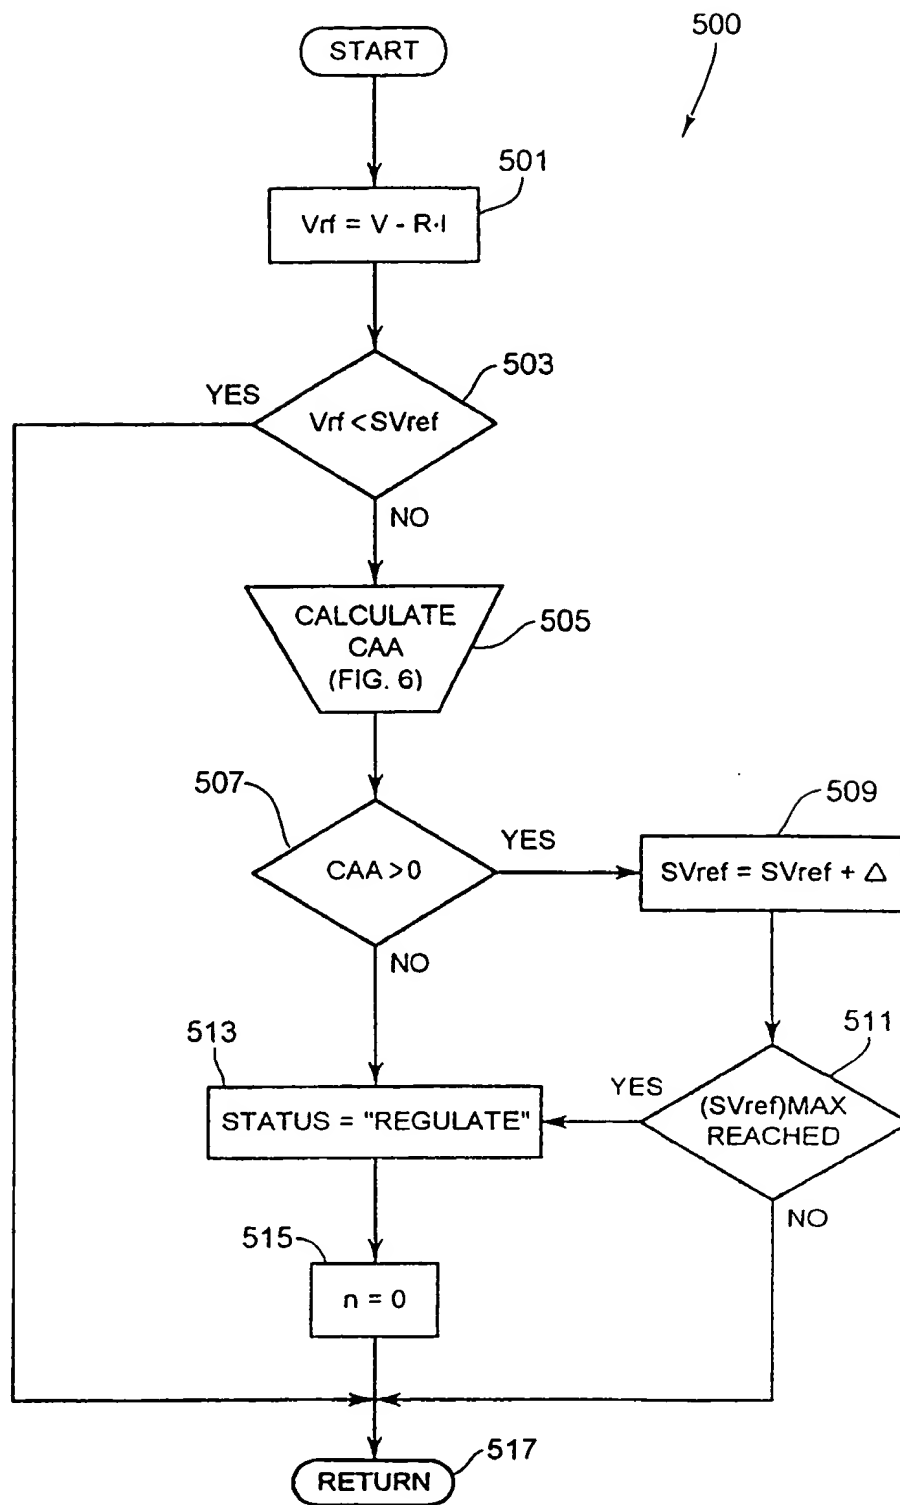 START
500
501
Vrf = V - R·I
503
YES
Vrf < SVref
NO
CALCULATE
CAA
(FIG. 6)
505
507
CAA > 0
YES
509
SVref = SVref + △
NO
513
511
STATUS = "REGULATE"
YES
(SVref)MAX
REACHED
NO
515
n = 0
RETURN
517